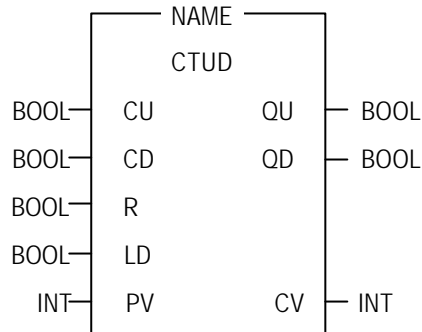 NAME
CTUD
BOOL CU QU BOOL
BOOL CD QD BOOL
BOOL R
BOOL LD
INT PV CV INT